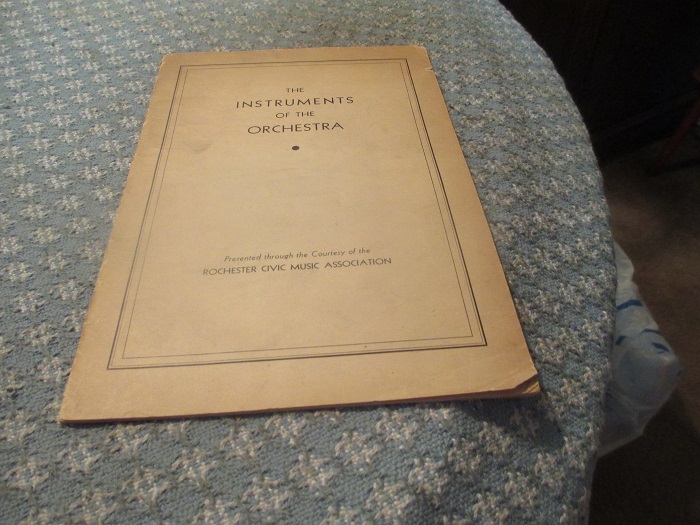 THE
INSTRUMENTS
OF THE
ORCHESTRA
Presented through the Courtesy of the
ROCHESTER CIVIC MUSIC ASSOCIATION